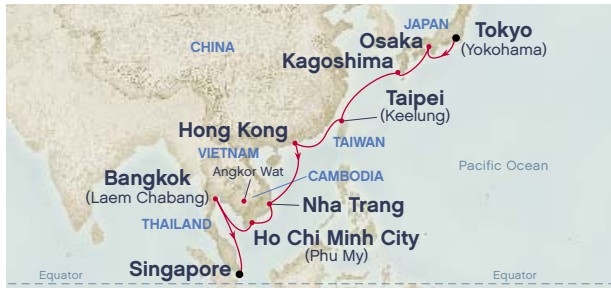 JAPAN
Tokyo
(Yokohama)
Osaka
CHINA
Kagoshima
Taipei
(Keelung)
Hong Kong
TAIWAN
VIETNAM
Angkor Wat
CAMBODIA
Pacific Ocean
Bangkok
(Laem Chabang)
Nha Trang
THAILAND
Ho Chi Minh City
(Phu My)
Singapore
Equator
Equator